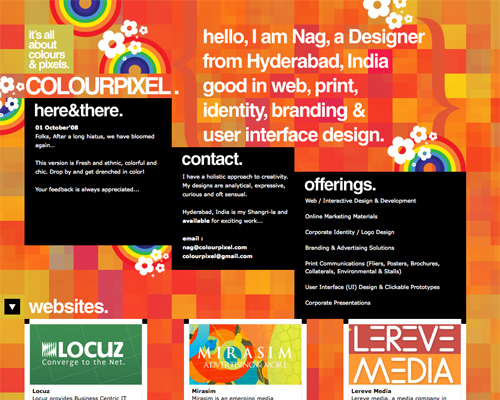 it's all
about
colours
& pixels.
COLOURPIXEL.
hello, I am Nag, a Designer
from Hyderabad, India
good in web, print,
identity, branding &
user interface design.
here&there.
01 October'08
Folks, After a long hiatus, we have bloomed
again...
This version is Fresh and ethnic, colorful and
chic. Drop by and get drenched in color!
Your feedback is always appreciated...
contact.
I have a holistic approach to creativity.
My designs are analytical, expressive,
curious and oft sensual.
Hyderabad, India is my Shangri-la and
available for exciting work...
email :
nag@colourpixel.com
colourpixel@gmail.com
offerings.
Web / Interactive Design & Development
Online Marketing Materials
Corporate Identity / Logo Design
Branding & Advertising Solutions
Print Communications (Fliers, Posters, Brochures,
Collaterals, Environmental & Stalls)
User Interface (UI) Design & Clickable Prototypes
Corporate Presentations
websites.
LOCUZ
Converge to the Net.
Locuz
Locuz provides Business Centric IT
MIRASIM
ADVERTISING & MORE
Mirasim
Mirasim is an emerging media
LEREVE
MEDIA
Lereve Media
Lereve media, a media company in